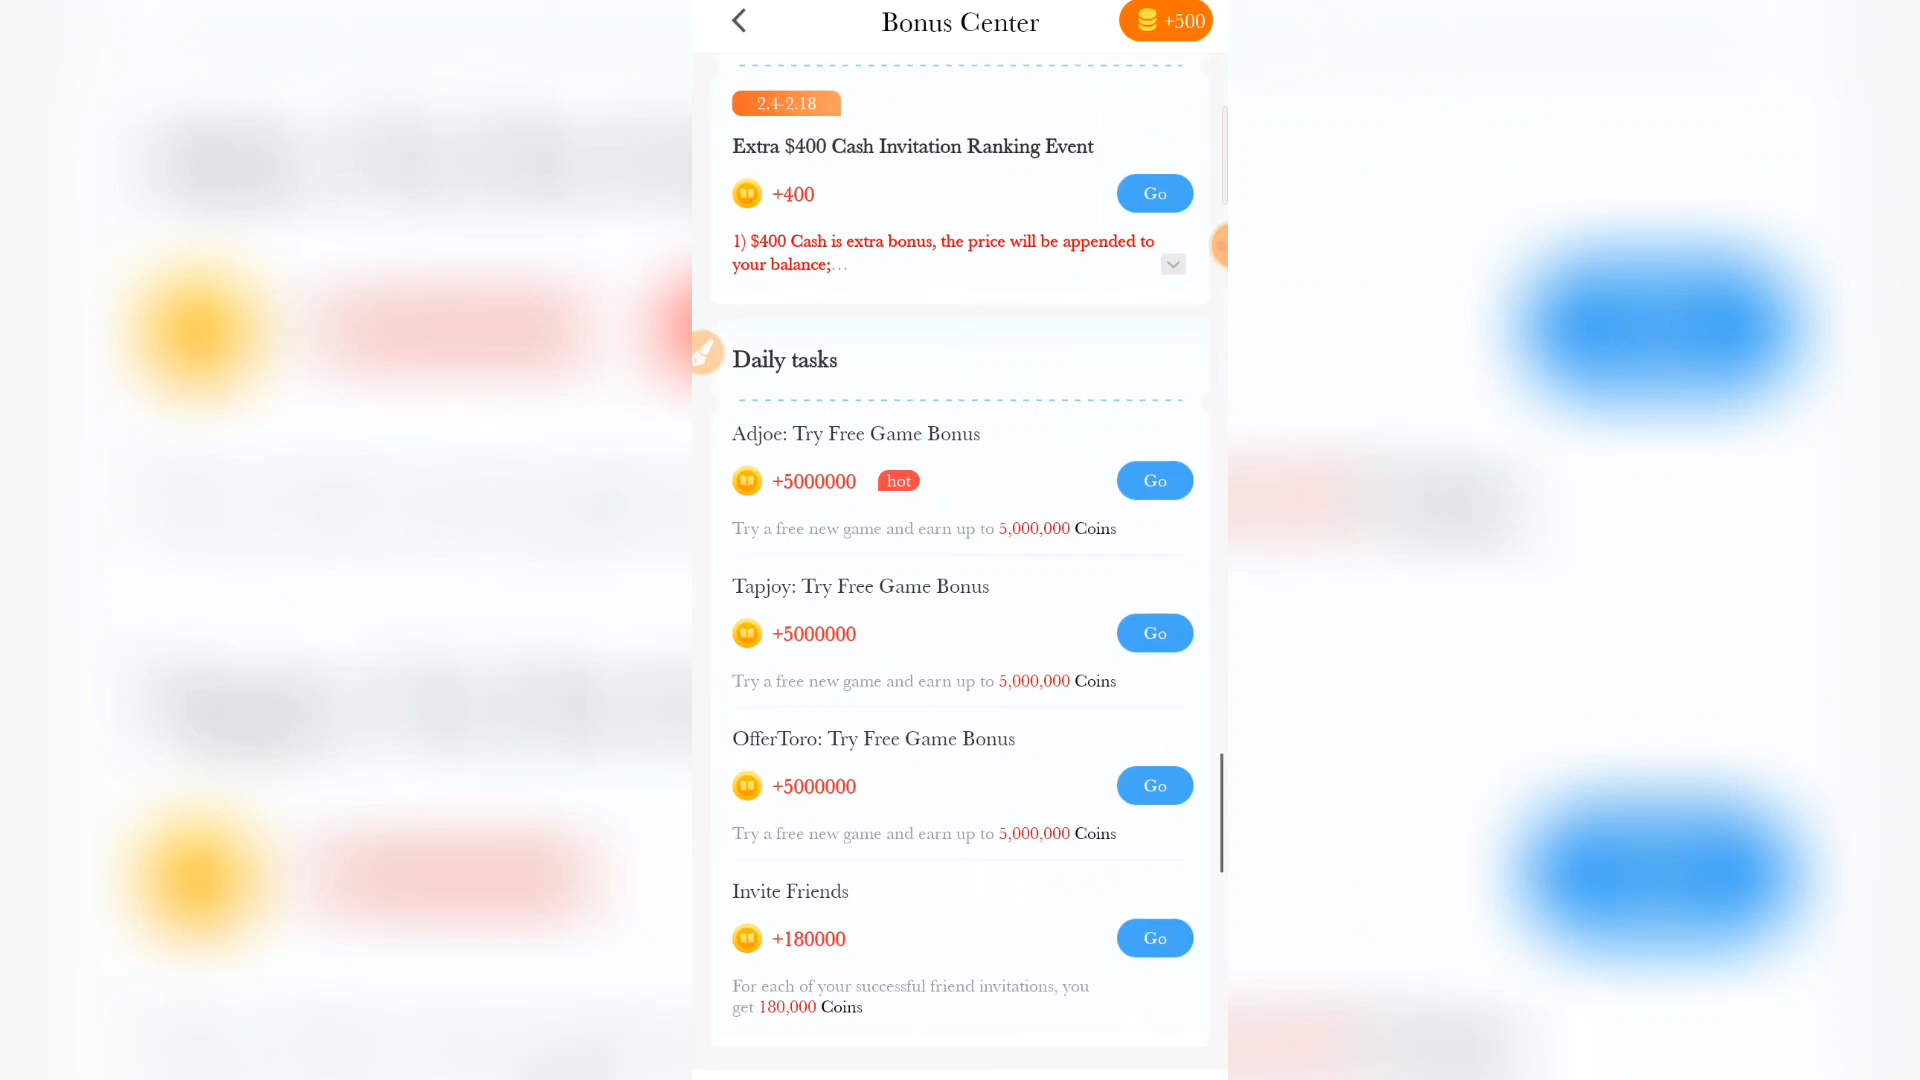 Bonus Center
+500
2.4-2.18
Extra $400 Cash Invitation Ranking Event
+400
Go
1) $400 Cash is extra bonus, the price will be appended to
your balance;...
Daily tasks
Adjoe: Try Free Game Bonus
+5000000
hot
Go
Try a free new game and earn up to 5,000,000 Coins
Tapjoy: Try Free Game Bonus
+5000000
Go
Try a free new game and earn up to 5,000,000 Coins
OfferToro: Try Free Game Bonus
+5000000
Go
Try a free new game and earn up to 5,000,000 Coins
Invite Friends
+180000
Go
For each of your successful friend invitations, you
get 180,000 Coins